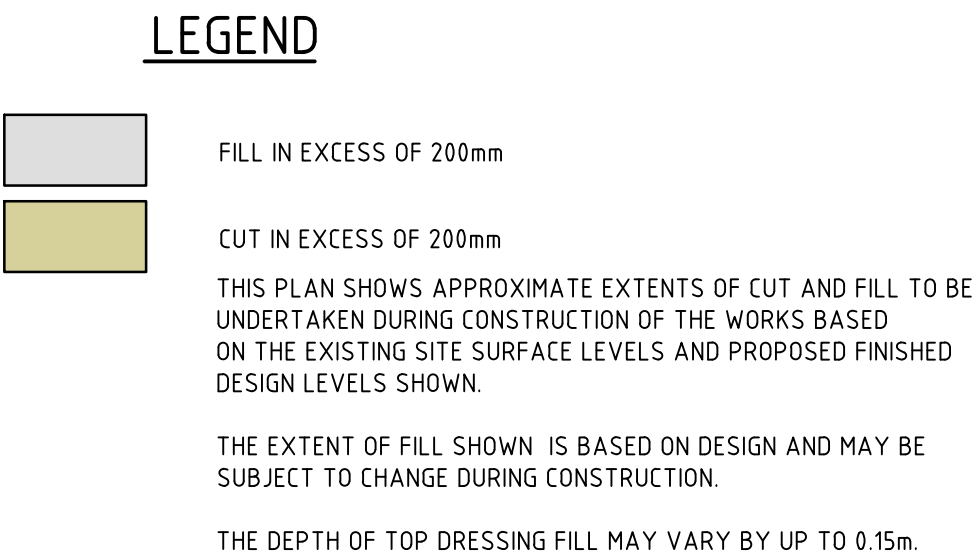 LEGEND
FILL IN EXCESS OF 200mm
CUT IN EXCESS OF 200mm
THIS PLAN SHOWS APPROXIMATE EXTENTS OF CUT AND FILL TO BE
UNDERTAKEN DURING CONSTRUCTION OF THE WORKS BASED
ON THE EXISTING SITE SURFACE LEVELS AND PROPOSED FINISHED
DESIGN LEVELS SHOWN.
THE EXTENT OF FILL SHOWN  IS BASED ON DESIGN AND MAY BE
SUBJECT TO CHANGE DURING CONSTRUCTION.
THE DEPTH OF TOP DRESSING FILL MAY VARY BY UP TO 0.15m.